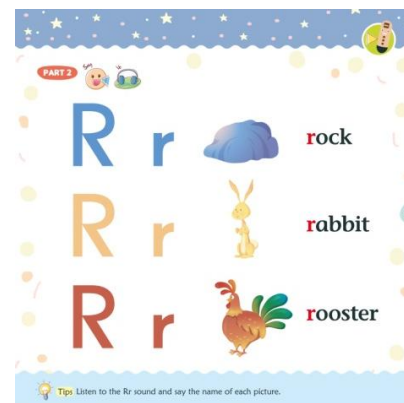 PART 2
R r rock
R r rabbit
R r rooster
Tips Listen to the Rr sound and say the name of each picture.